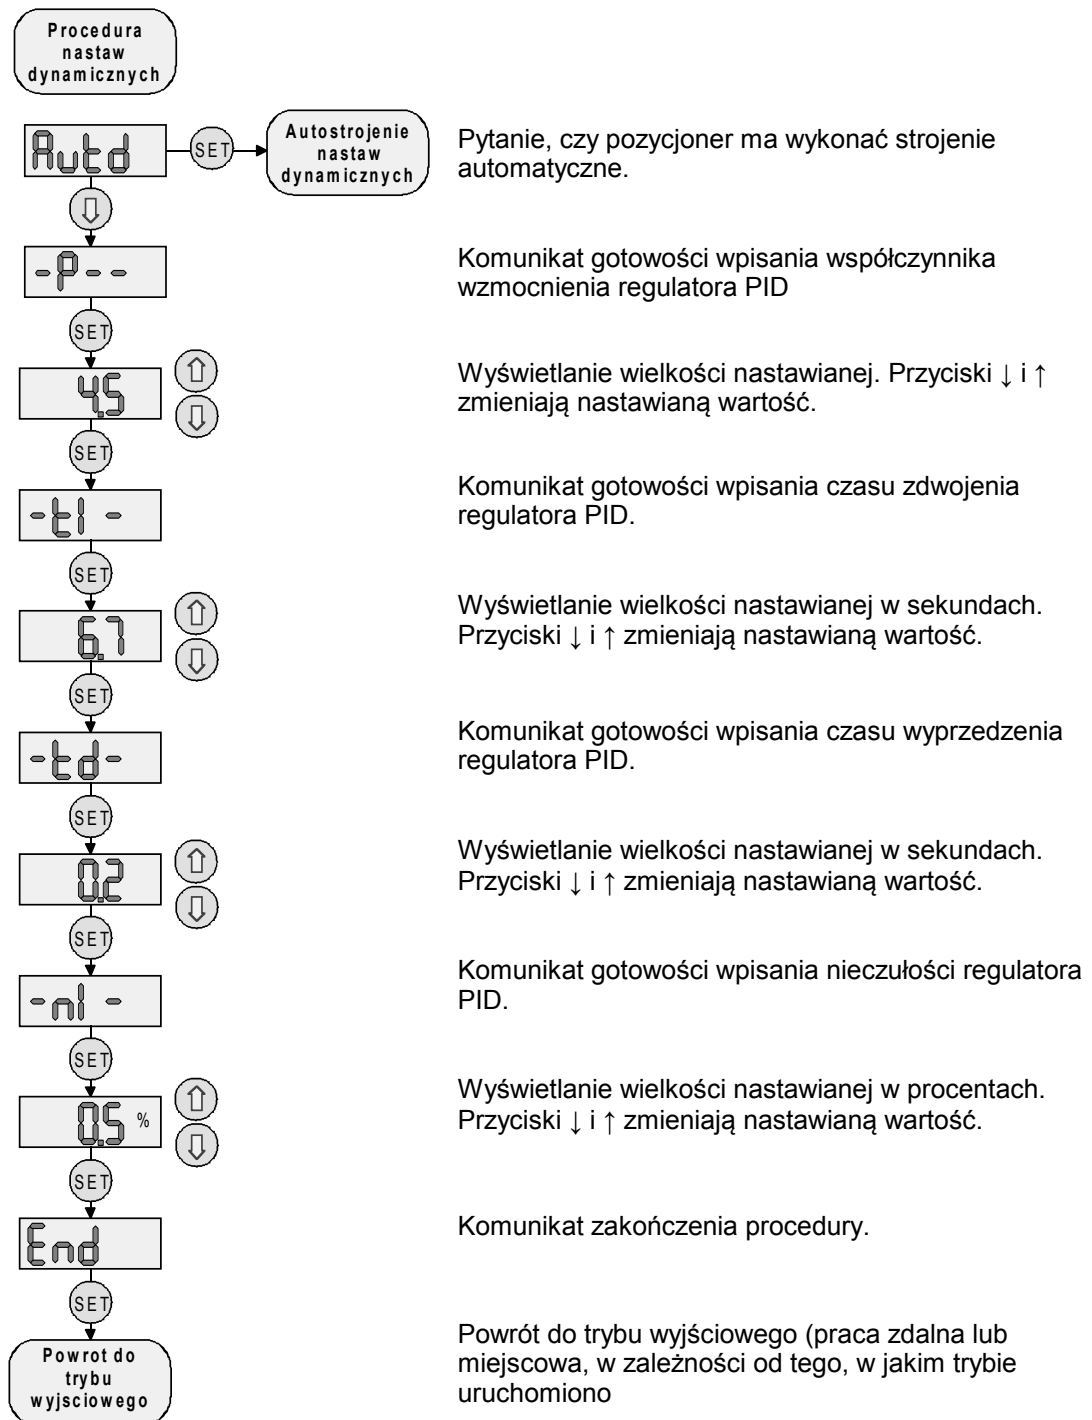 Procedura
nastaw
dynamicznych
Autd
SET
Autostrojenie
nastaw
dynamicznych
Pytanie, czy pozycjoner ma wykonać strojenie
automatyczne.
-P--
Komunikat gotowości wpisania współczynnika
wzmocnienia regulatora PID
SET
4.5
Wyświetlanie wielkości nastawianej. Przyciski ↓ i ↑
zmieniają nastawianą wartość.
SET
-tI-
Komunikat gotowości wpisania czasu zdwojenia
regulatora PID.
SET
6.7
Wyświetlanie wielkości nastawianej w sekundach.
Przyciski ↓ i ↑ zmieniają nastawianą wartość.
SET
-td-
Komunikat gotowości wpisania czasu wyprzedzenia
regulatora PID.
SET
0.2
Wyświetlanie wielkości nastawianej w sekundach.
Przyciski ↓ i ↑ zmieniają nastawianą wartość.
SET
-nI-
Komunikat gotowości wpisania nieczułości regulatora
PID.
SET
0.5 %
Wyświetlanie wielkości nastawianej w procentach.
Przyciski ↓ i ↑ zmieniają nastawianą wartość.
SET
End
Komunikat zakończenia procedury.
SET
Powrot do
trybu
wyjsciowego
Powrót do trybu wyjściowego (praca zdalna lub
miejscowa, w zależności od tego, w jakim trybie
uruchomiono